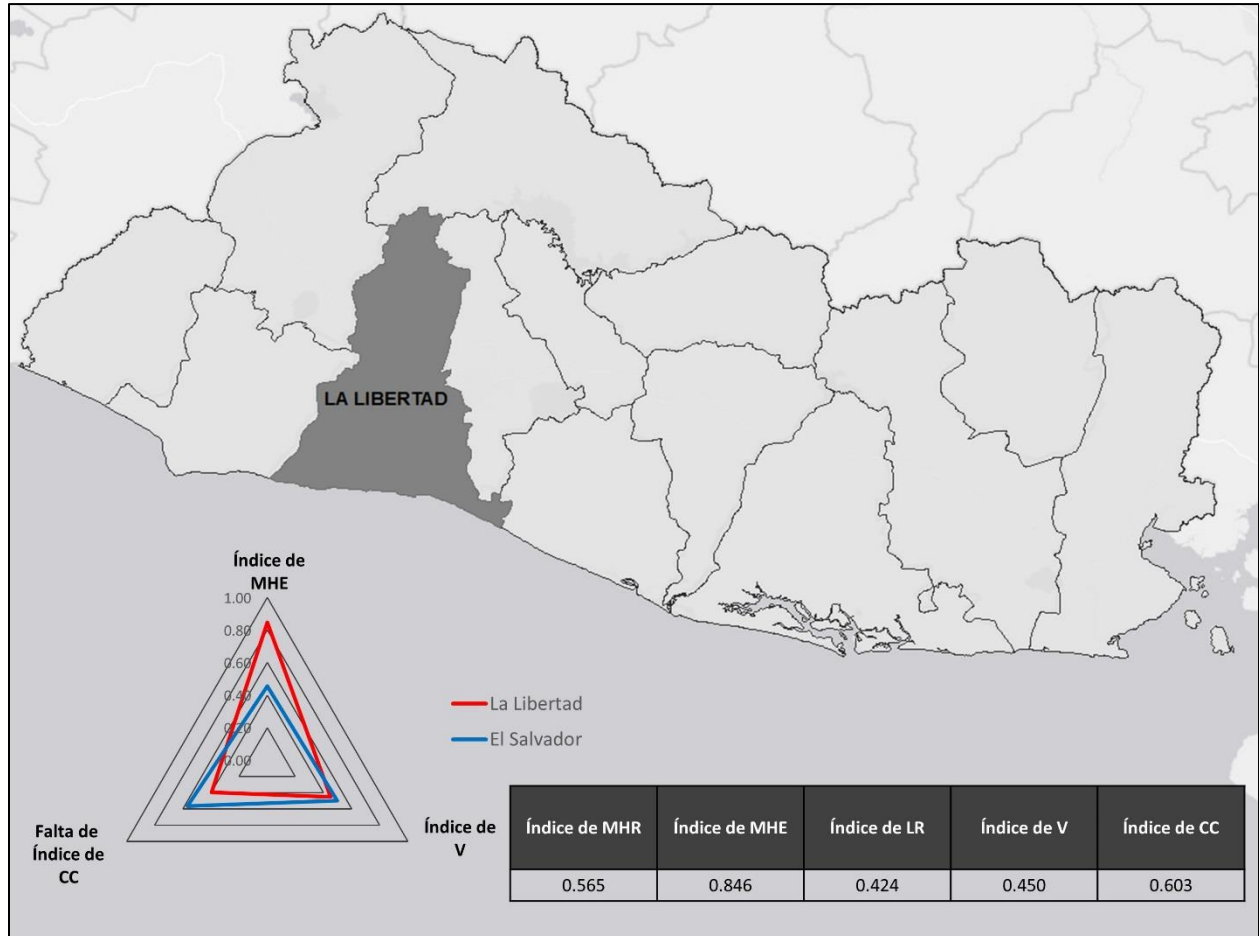 LA LIBERTAD
Índice de
MHE
1.00
0.80
0.60
0.40
0.20
0.00
Falta de
Índice de
CC
Índice de
V
La Libertad
El Salvador
Índice de MHR Índice de MHE Índice de LR Índice de V Índice de CC
0.565 0.846 0.424 0.450 0.603